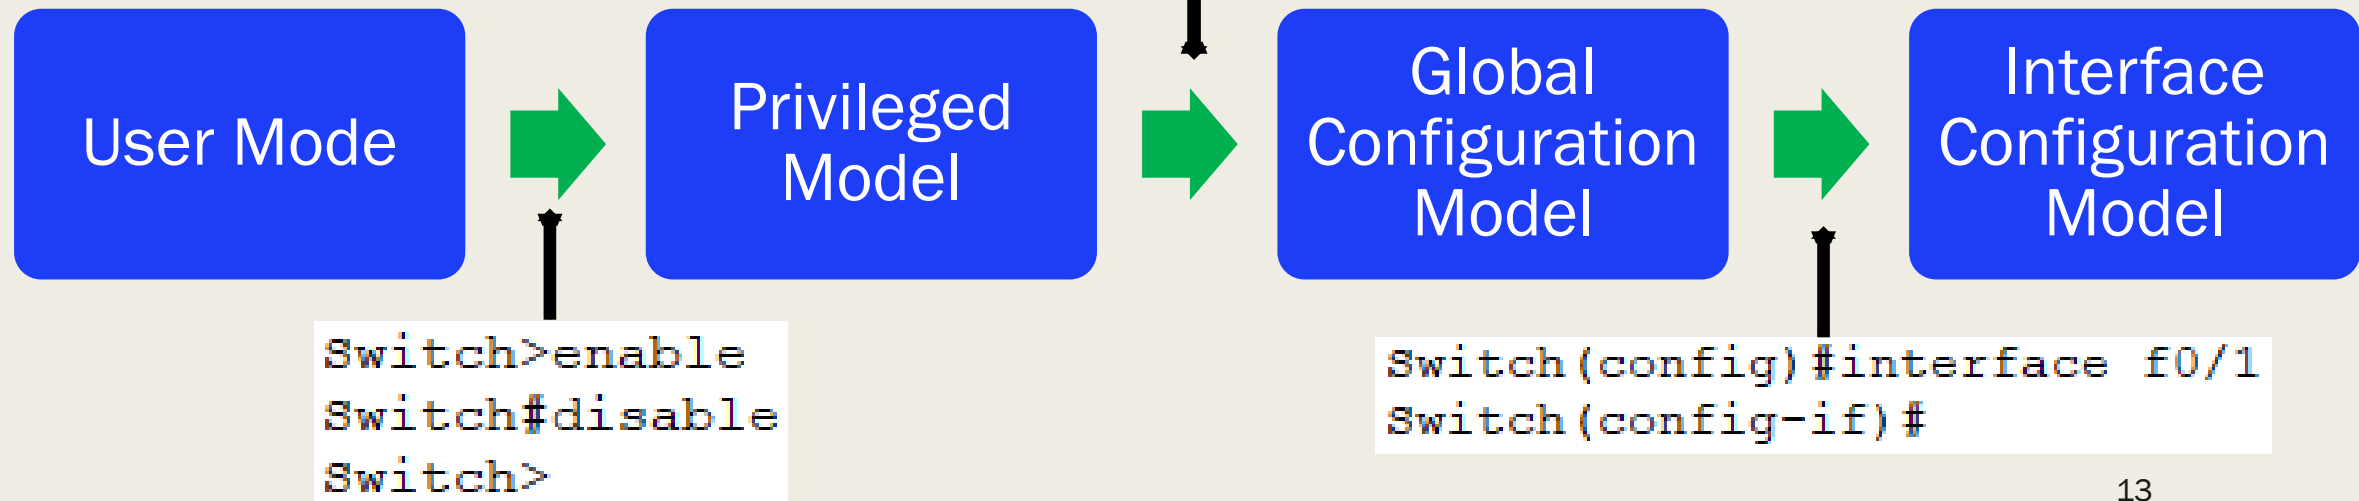 User Mode
Privileged
Model
Global
Configuration
Model
Interface
Configuration
Model
Switch>enable
Switch#disable
Switch>
Switch(config)#interface f0/1
Switch(config-if)#
13